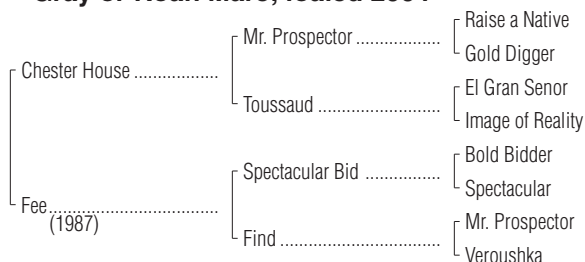 Gray or Roan Mare; foaled 2001
Raise a Native
Mr. Prospector
Gold Digger
Chester House
El Gran Senor
Toussaud
Image of Reality
Bold Bidder
Spectacular Bid
Spectacular
Fee
(1987)
Mr. Prospector
Find
Veroushka